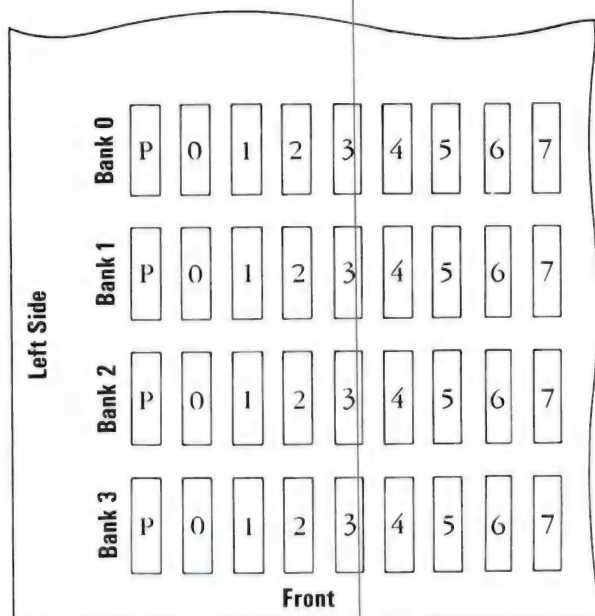 Bank 0 P 0 1 2 3 4 5 6 7
Bank 1 P 0 1 2 3 4 5 6 7
Left Side
Bank 2 P 0 1 2 3 4 5 6 7
Bank 3 P 0 1 2 3 4 5 6 7
Front